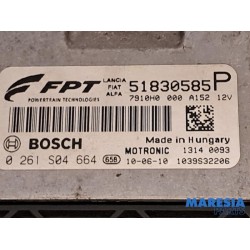 FPT
POWERTRAIN TECHNOLOGIES
LANCIA
FIAT
ALFA
51830585P
7910H0 000 A152 12V
BOSCH
Made in Hungary
MOTRONIC 1314 0093
0 261 S04 664 658 10-06-10 1039S32206
MARESIA